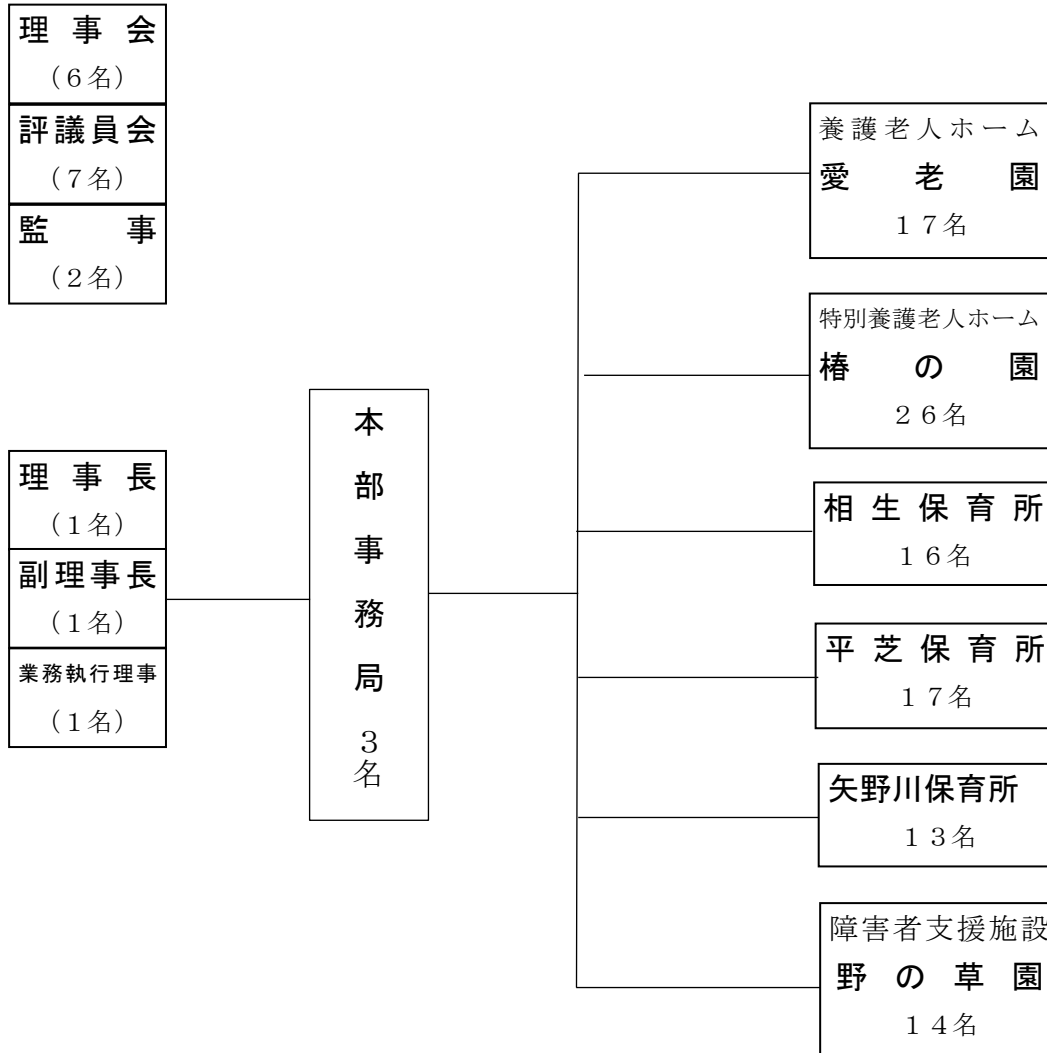 理事会
（６名）
評議員会
（７名）
監事
（２名）
理事長
（１名）
副理事長
（１名）
業務執行理事
（１名）
本部事務局 ３名
養護老人ホーム
愛老園
１７名
特別養護老人ホーム
椿の園
２６名
相生保育所
１６名
平芝保育所
１７名
矢野川保育所
１３名
障害者支援施設
野の草園
１４名